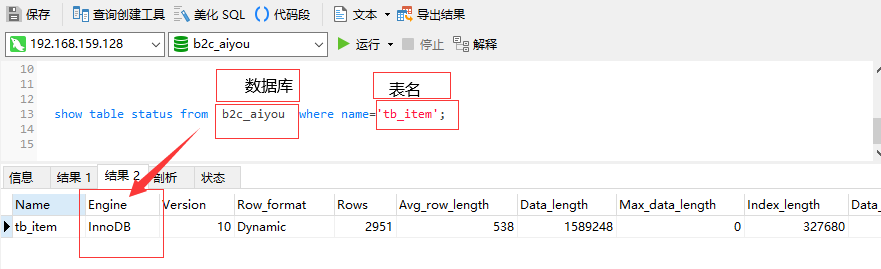 保存 查询创建工具 美化 SQL () 代码段 文本 导出结果
192.168.159.128 b2c_aiyou 运行 停止 解释
10
11
数据库 表名
12
13 show table status from b2c_aiyou where name='tb_item';
14
15
信息 结果 1 结果 2 剖析 状态
Name Engine Version Row_format Rows Avg_row_length Data_length Max_data_length Index_length Data_
tb_item InnoDB 10 Dynamic 2951 538 1589248 0 327680